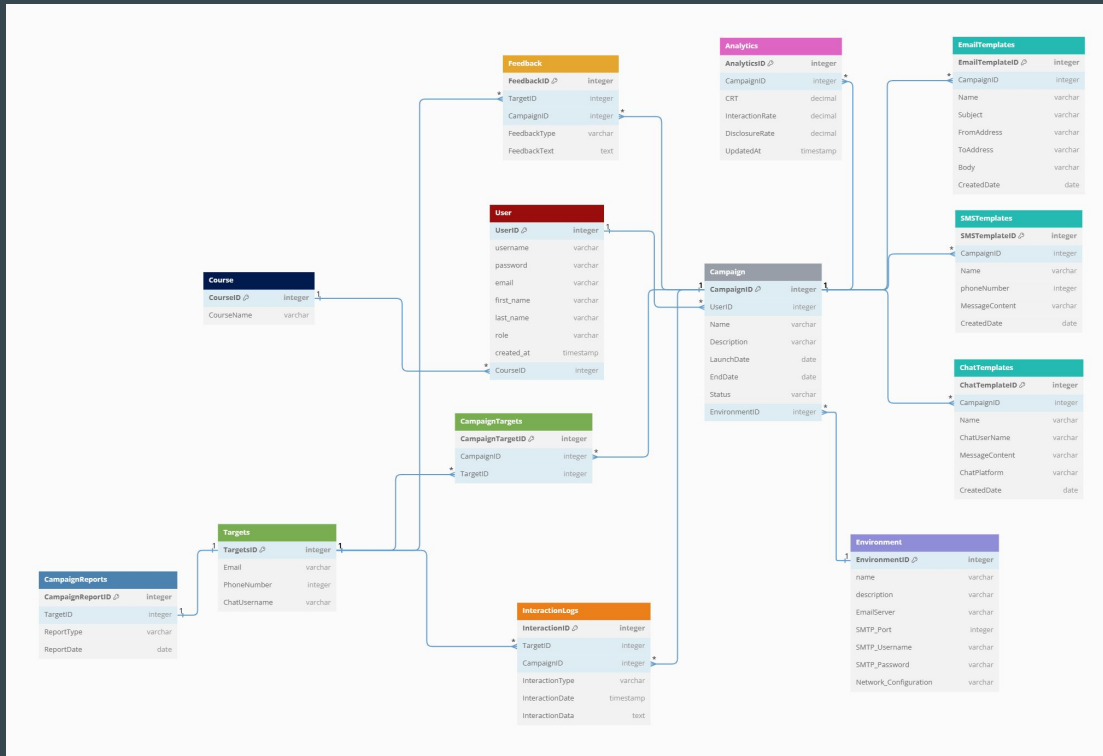 Feedback
FeedbackID integer
TargetID integer
CampaignID integer
FeedbackType varchar
FeedbackText text
Analytics
AnalyticsID integer
CampaignID integer
CRT decimal
InteractionRate decimal
DisclosureRate decimal
UpdatedAt timestamp
EmailTemplates
EmailTemplateID integer
CampaignID integer
Name varchar
Subject varchar
FromAddress varchar
ToAddress varchar
Body varchar
CreatedDate date
User
UserID integer
username varchar
password varchar
email varchar
first_name varchar
last_name varchar
role varchar
created_at timestamp
CourseID integer
SMSTemplates
SMSTemplateID integer
CampaignID integer
Name varchar
phoneNumber integer
MessageContent varchar
CreatedDate date
Course
CourseID integer
CourseName varchar
Campaign
CampaignID integer
UserID integer
Name varchar
Description varchar
LaunchDate date
EndDate date
Status varchar
EnvironmentID integer
ChatTemplates
ChatTemplateID integer
CampaignID integer
Name varchar
ChatUserName varchar
MessageContent varchar
ChatPlatform varchar
CreatedDate date
CampaignTargets
CampaignTargetID integer
CampaignID integer
TargetID integer
Targets
TargetsID integer
Email varchar
PhoneNumber integer
ChatUsername varchar
Environment
EnvironmentID integer
name varchar
description varchar
EmailServer varchar
SMTP_Port integer
SMTP_Username varchar
SMTP_Password varchar
Network_Configuration varchar
CampaignReports
CampaignReportID integer
TargetID integer
ReportType varchar
ReportDate date
InteractionLogs
InteractionID integer
TargetID integer
CampaignID integer
InteractionType varchar
InteractionDate timestamp
InteractionData text